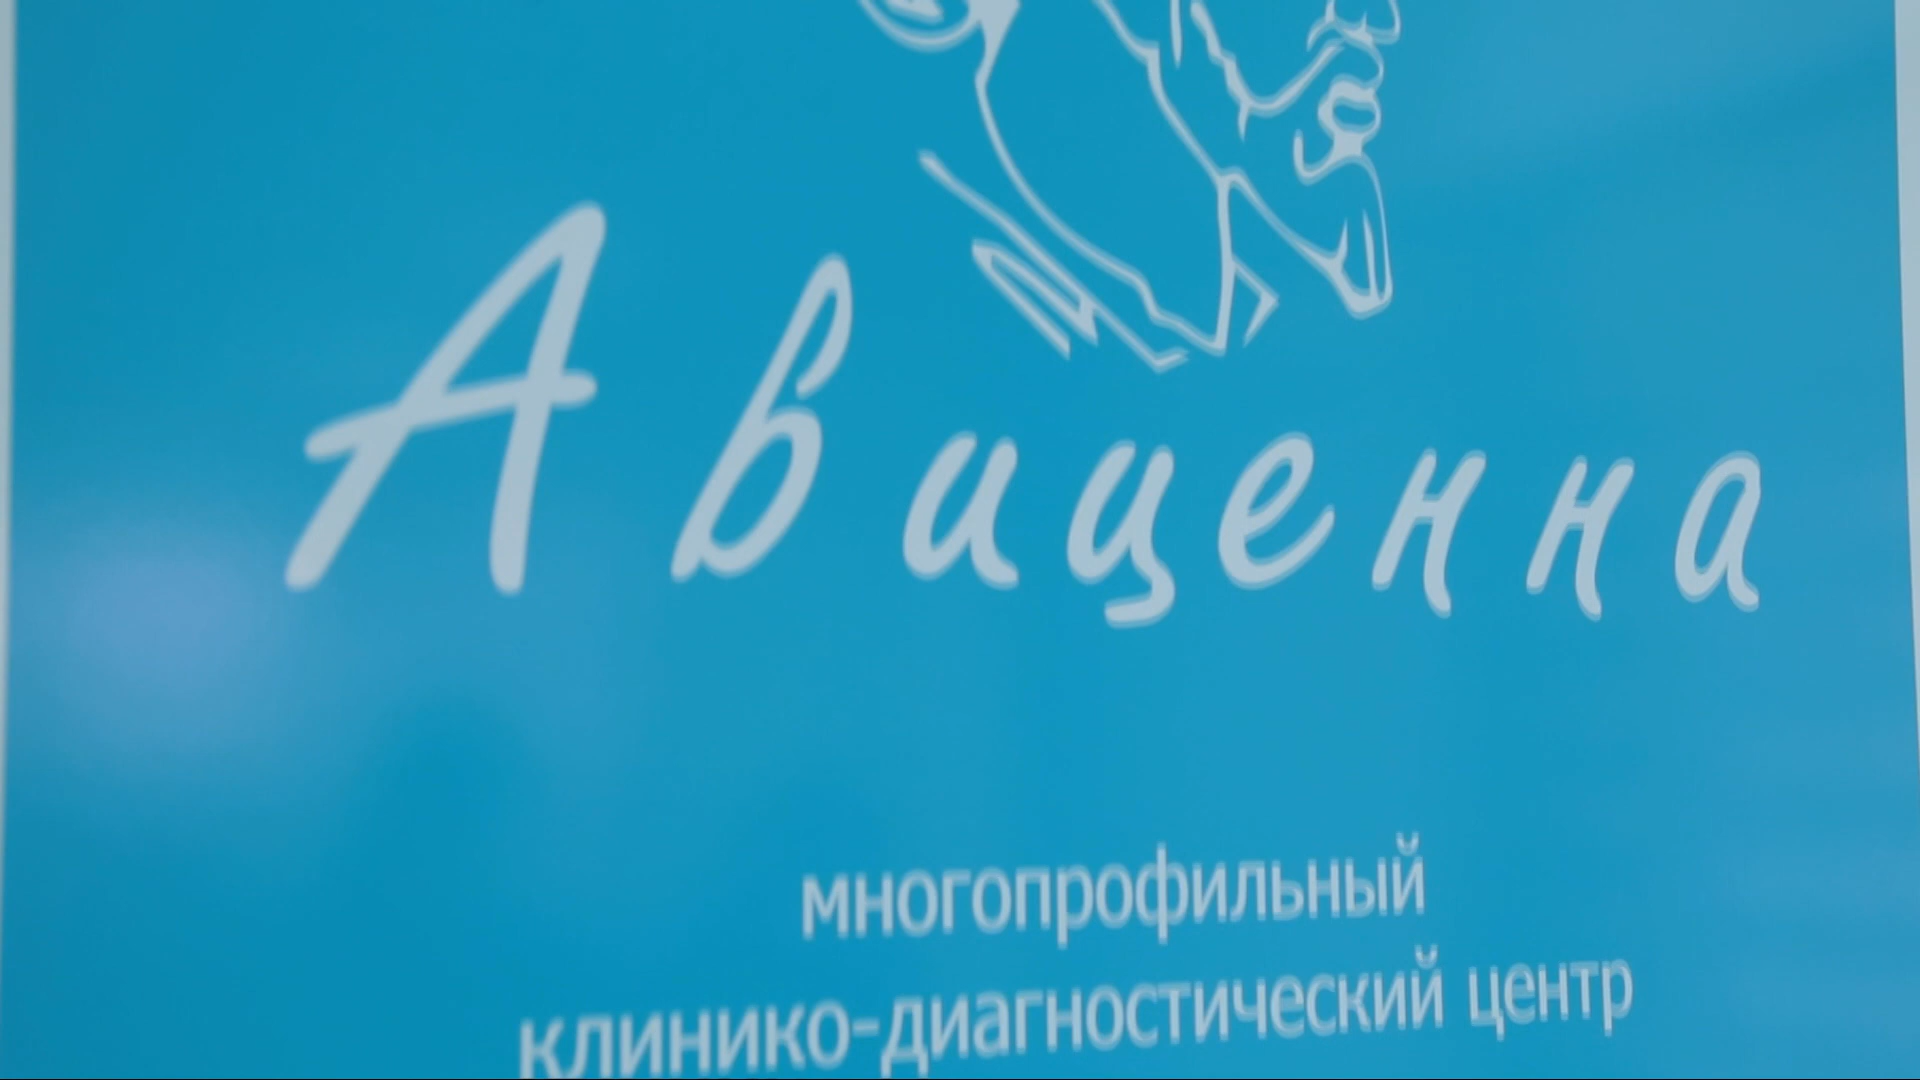 Авиценна
многопрофильный
клинико-диагностический центр